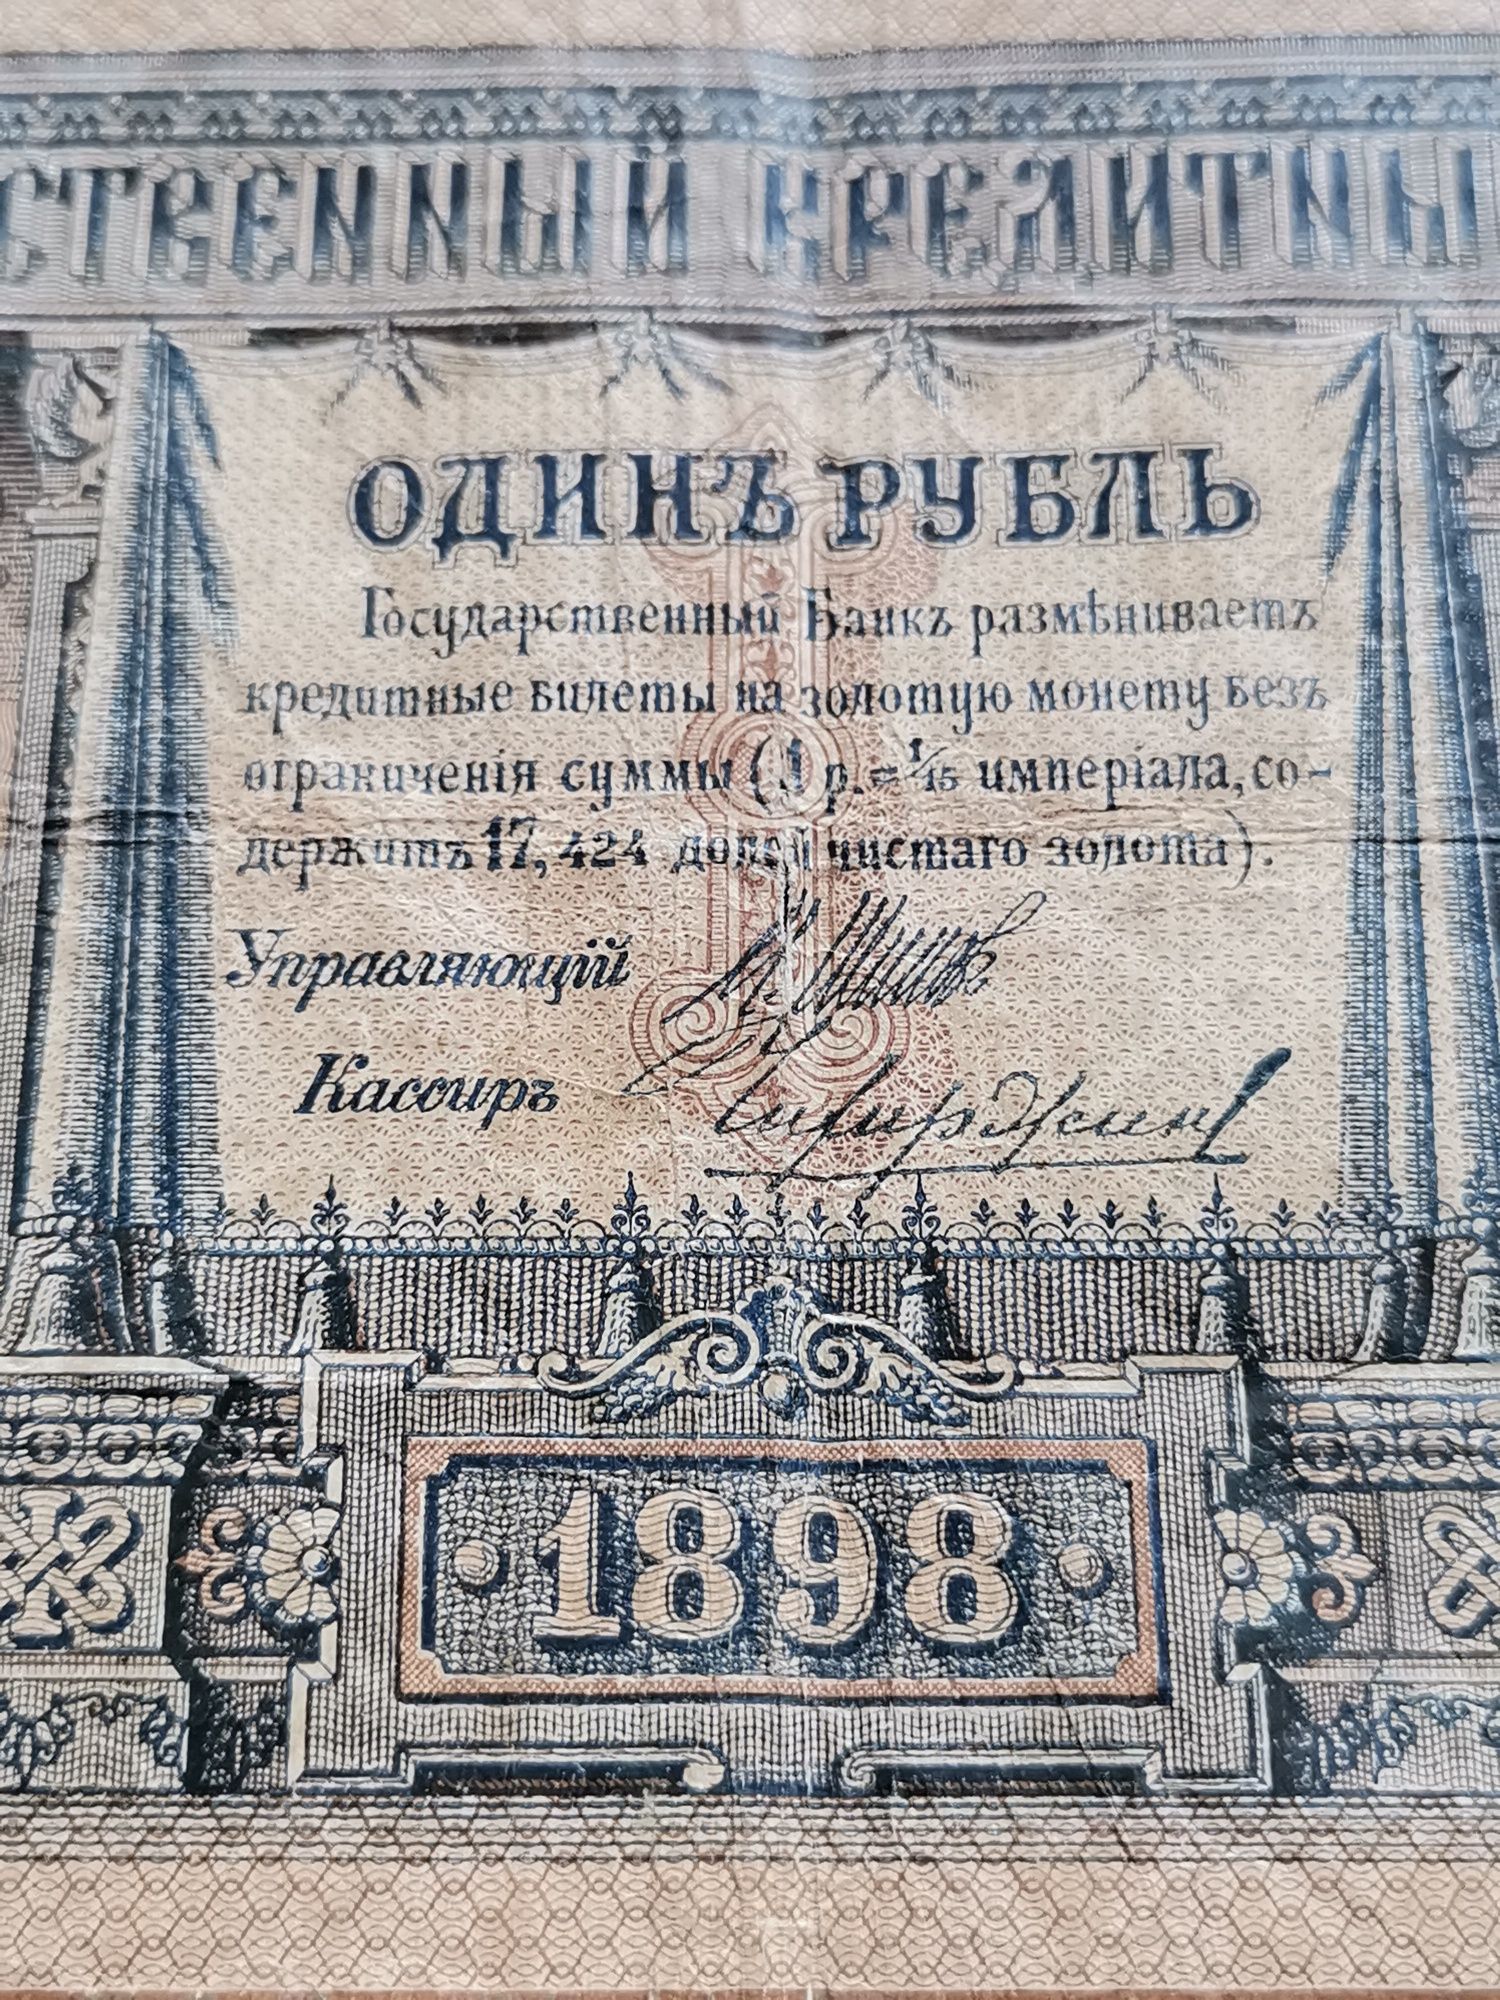 СТВЕННЫЙ КРЕДИТНЫ
ОДИНЪ РУБЛЬ
Государственный Банкъ размѣниваетъ
кредитные билеты на золотую монету безъ
ограниченія суммы (1 р. = 1/15 имперіала, со-
держитъ 17,424 долей чистаго золота).
Управляющій
Кассиръ
1898